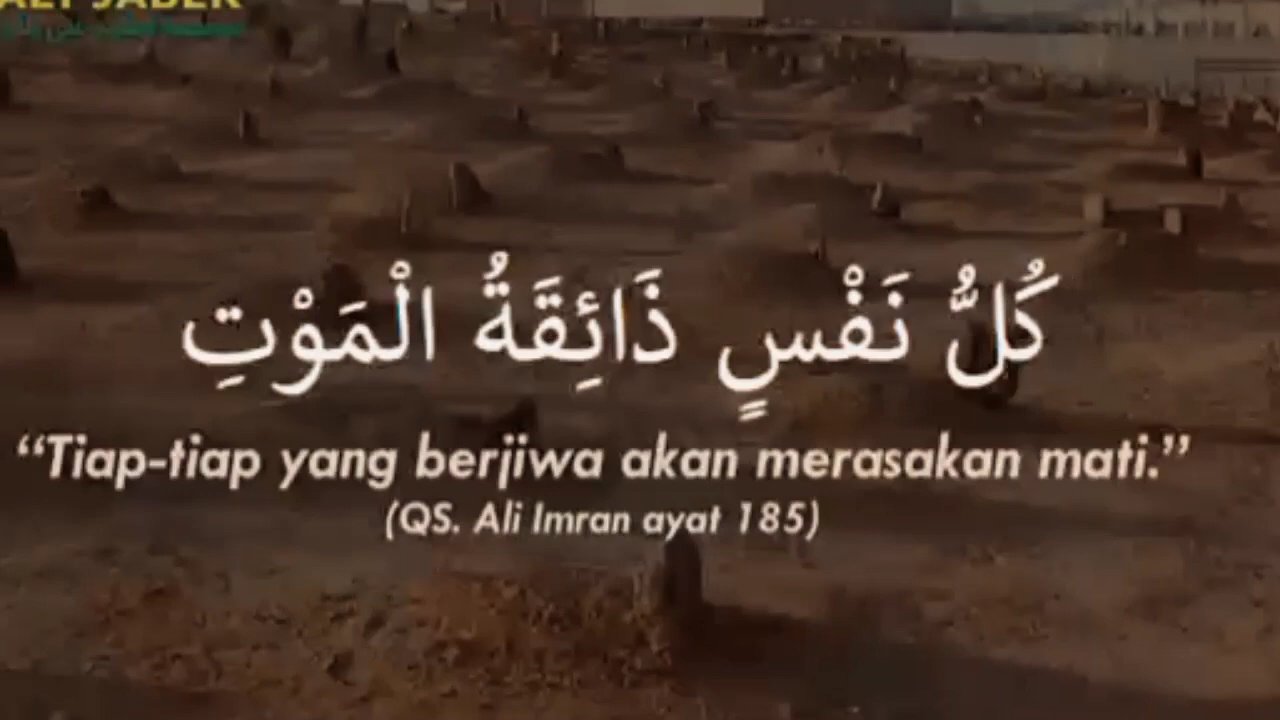 كُلُّ نَفْسٍ ذَائِقَةُ الْمَوْتِ
“Tiap-tiap yang berjiwa akan merasakan mati.”
(QS. Ali Imran ayat 185)